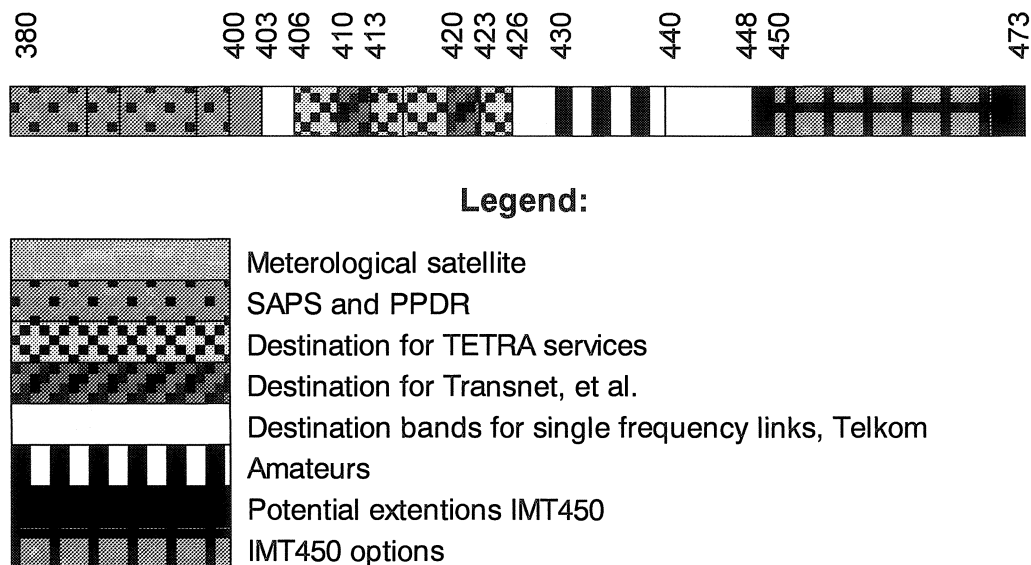 380 400 403 406 410 413 420 423 426 430 440 448 450 473
Legend:
Meterological satellite
SAPS and PPDR
Destination for TETRA services
Destination for Transnet, et al.
Destination bands for single frequency links, Telkom
Amateurs
Potential extentions IMT450
IMT450 options